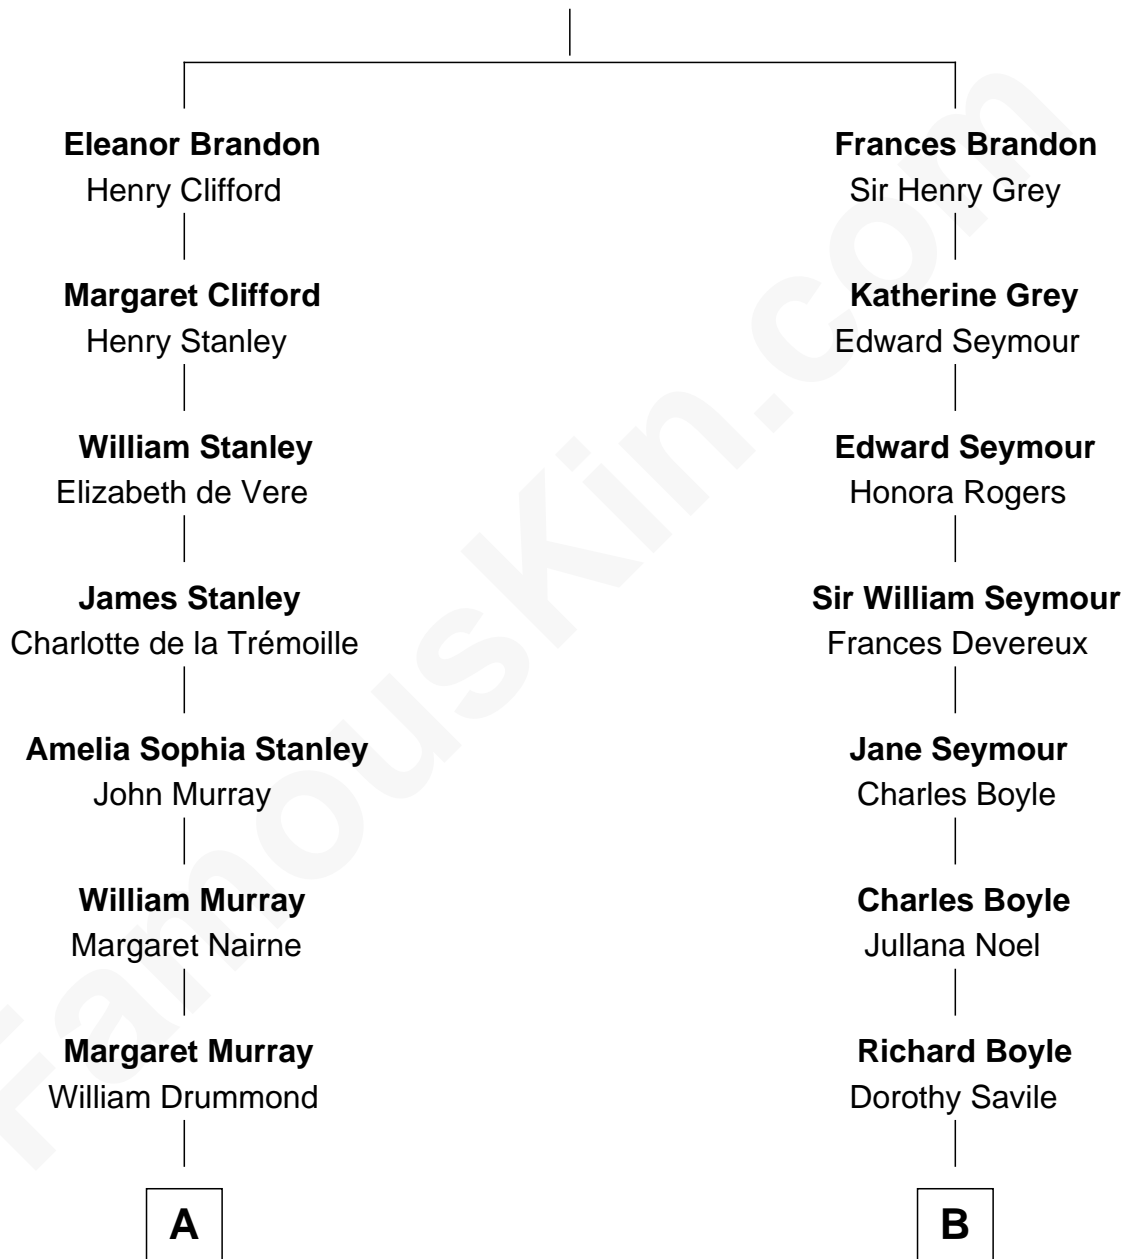 Eleanor Brandon
Henry Clifford
Margaret Clifford
Henry Stanley
William Stanley
Elizabeth de Vere
James Stanley
Charlotte de la Trémoille
Amelia Sophia Stanley
John Murray
William Murray
Margaret Nairne
Margaret Murray
William Drummond
A
Frances Brandon
Sir Henry Grey
Katherine Grey
Edward Seymour
Edward Seymour
Honora Rogers
Sir William Seymour
Frances Devereux
Jane Seymour
Charles Boyle
Charles Boyle
Jullana Noel
Richard Boyle
Dorothy Savile
B
FamousKin.com